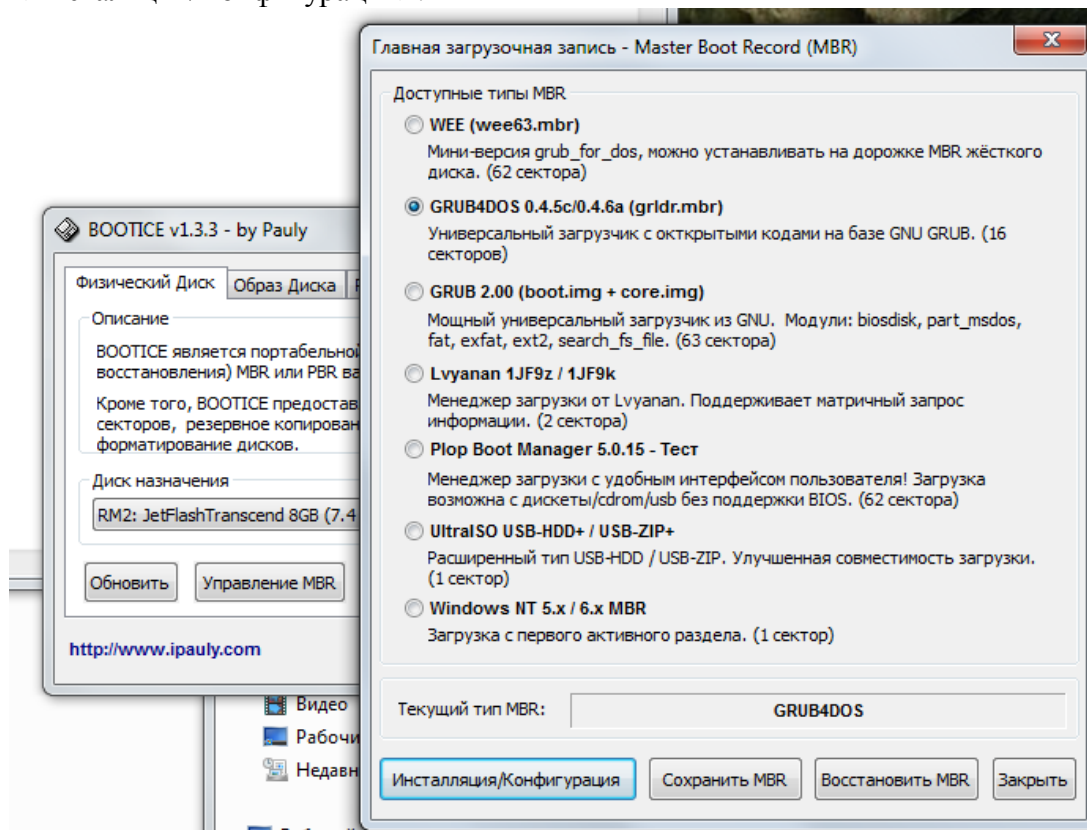 Главная загрузочная запись - Master Boot Record (MBR)
Доступные типы MBR
WEE (wee63.mbr)
Мини-версия grub_for_dos, можно устанавливать на дорожке MBR жёсткого
диска. (62 сектора)
GRUB4DOS 0.4.5c/0.4.6a (grldr.mbr)
Универсальный загрузчик с окткрытыми кодами на базе GNU GRUB. (16
секторов)
GRUB 2.00 (boot.img + core.img)
Мощный универсальный загрузчик из GNU. Модули: biosdisk, part_msdos,
fat, exfat, ext2, search_fs_file. (63 сектора)
Lvyanan 1JF9z / 1JF9k
Менеджер загрузки от Lvyanan. Поддерживает матричный запрос
информации. (2 сектора)
Plop Boot Manager 5.0.15 - Тест
Менеджер загрузки с удобным интерфейсом пользователя! Загрузка
возможна с дискеты/cdrom/usb без поддержки BIOS. (62 сектора)
UltraISO USB-HDD+ / USB-ZIP+
Расширенный тип USB-HDD / USB-ZIP. Улучшенная совместимость загрузки.
(1 сектор)
Windows NT 5.x / 6.x MBR
Загрузка с первого активного раздела. (1 сектор)
Текущий тип MBR:
GRUB4DOS
Инсталляция/Конфигурация
Сохранить MBR
Восстановить MBR
Закрыть
BOOTICE v1.3.3 - by Pauly
Физический Диск
Образ Диска
Описание
BOOTICE является
восстановления) MBR или PBR
Кроме того, BOOTICE
секторов, резервное
форматирование дисков.
Диск назначения
RM2: JetFlashTranscend 8GB (7.4
Обновить
Управление MBR
http://www.ipauly.com
Видео